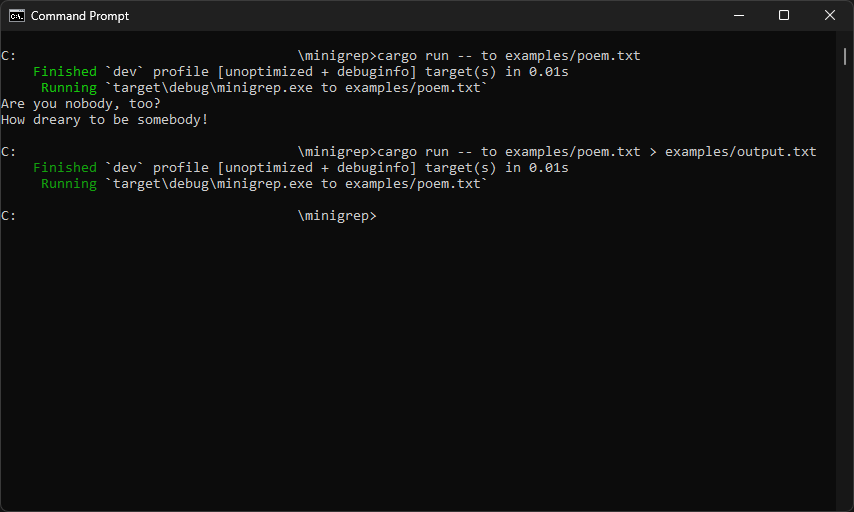 Command Prompt
C: \minigrep>cargo run -- to examples/poem.txt
Finished `dev` profile [unoptimized + debuginfo] target(s) in 0.01s
Running `target\debug\minigrep.exe to examples/poem.txt`
Are you nobody, too?
How dreary to be somebody!
C: \minigrep>cargo run -- to examples/poem.txt > examples/output.txt
Finished `dev` profile [unoptimized + debuginfo] target(s) in 0.01s
Running `target\debug\minigrep.exe to examples/poem.txt`
C: \minigrep>